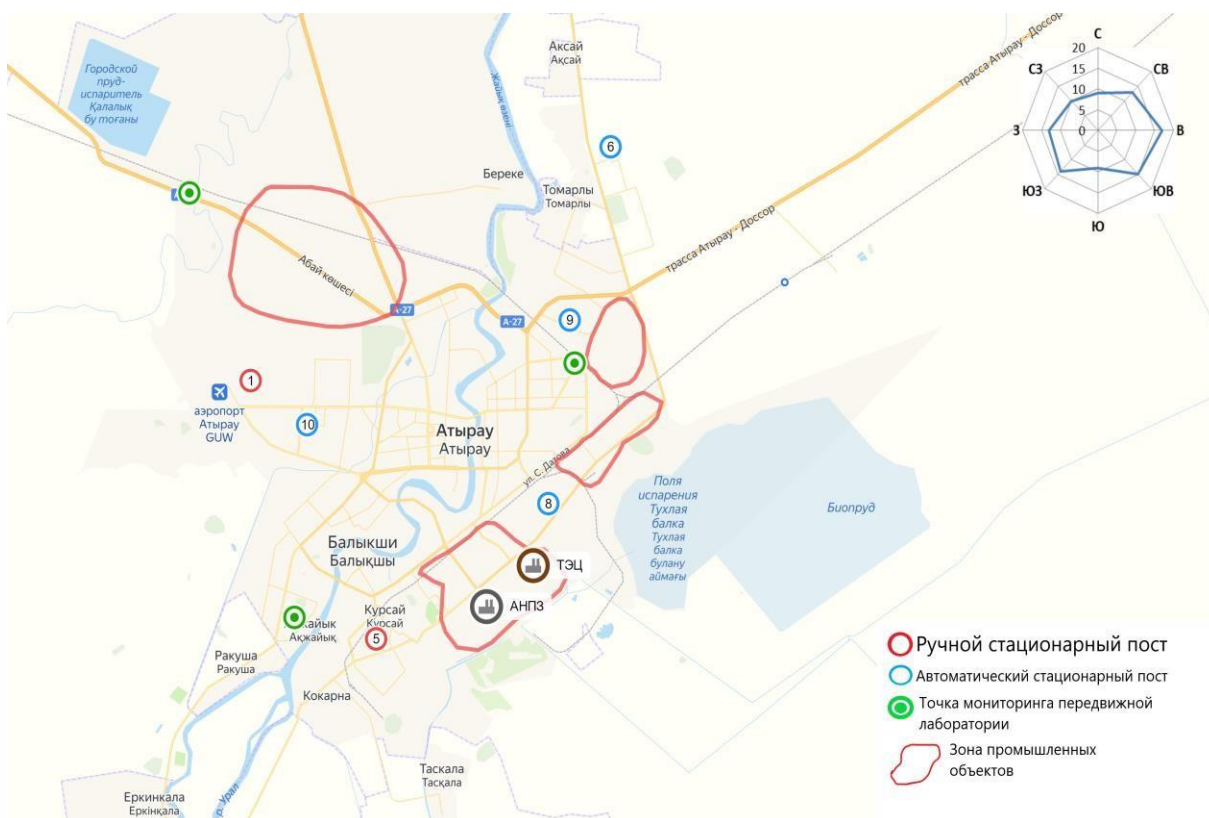 Аксай
Ақсай
трасса Атырау - Доссор
С
20
СЗ
15
СВ
10
5
З
0
В
ЮЗ
ЮВ
Ю
Городской
пруд-
испаритель
Қалалық
бу тоғаны
Жайық өзені
6
Береке
Томарлы
Томарлы
трасса Атырау - Доссор
Абай көшесі
А-27
А-27
9
1
аэропорт
Атырау
GUW
10
Атырау
Атырау
ул. С. Датова
8
Поля
испарения
Тухлая
балка
Тухлая
балка
булану
аймағы
Биопруд
Балыкши
Балықшы
ТЭЦ
АНПЗ
Курсай
Курсай
5
Ақжайық
Ракуша
Ракуша
Кокарна
Таскала
Тасқала
Еркинкала
Еркінқала
р. Урал
Ручной стационарный пост
Автоматический стационарный пост
Точка мониторинга передвижной
лаборатории
Зона промышленных
объектов